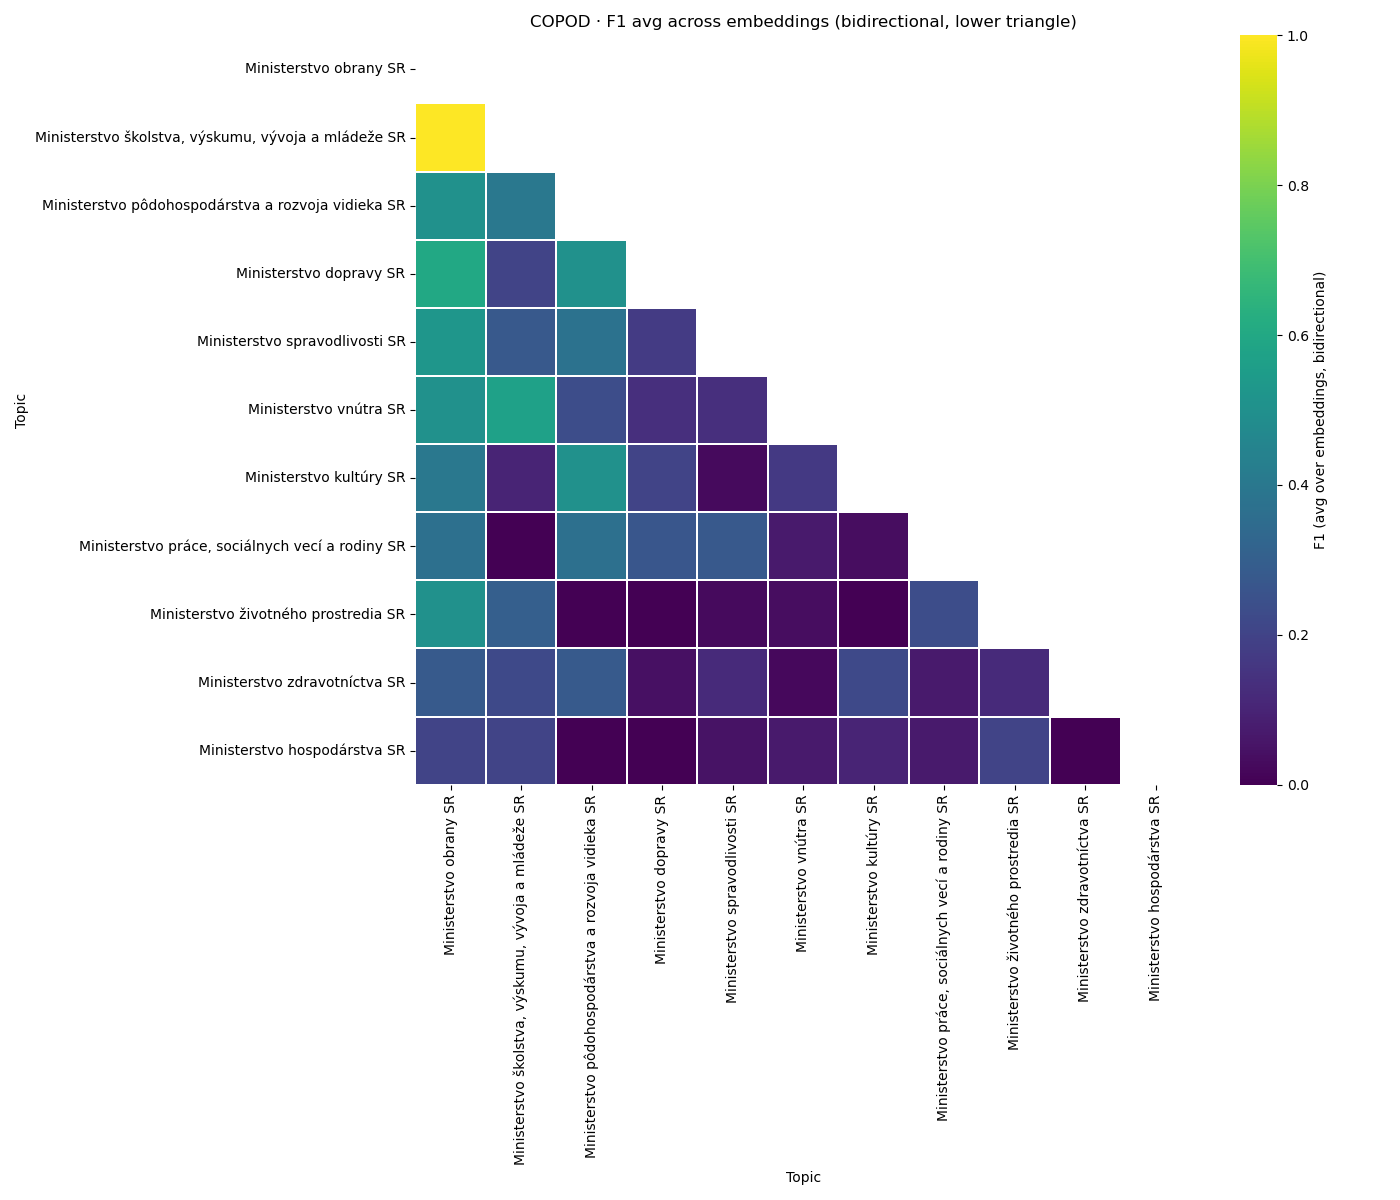 COPOD · F1 avg across embeddings (bidirectional, lower triangle)
Topic
Ministerstvo obrany SR
Ministerstvo školstva, výskumu, vývoja a mládeže SR
Ministerstvo pôdohospodárstva a rozvoja vidieka SR
Ministerstvo dopravy SR
Ministerstvo spravodlivosti SR
Ministerstvo vnútra SR
Ministerstvo kultúry SR
Ministerstvo práce, sociálnych vecí a rodiny SR
Ministerstvo životného prostredia SR
Ministerstvo zdravotníctva SR
Ministerstvo hospodárstva SR
Ministerstvo obrany SR
Ministerstvo školstva, výskumu, vývoja a mládeže SR
Ministerstvo pôdohospodárstva a rozvoja vidieka SR
Ministerstvo dopravy SR
Ministerstvo spravodlivosti SR
Ministerstvo vnútra SR
Ministerstvo kultúry SR
Ministerstvo práce, sociálnych vecí a rodiny SR
Ministerstvo životného prostredia SR
Ministerstvo zdravotníctva SR
Ministerstvo hospodárstva SR
Topic
1.0
0.8
0.6
0.4
0.2
0.0
F1 (avg over embeddings, bidirectional)